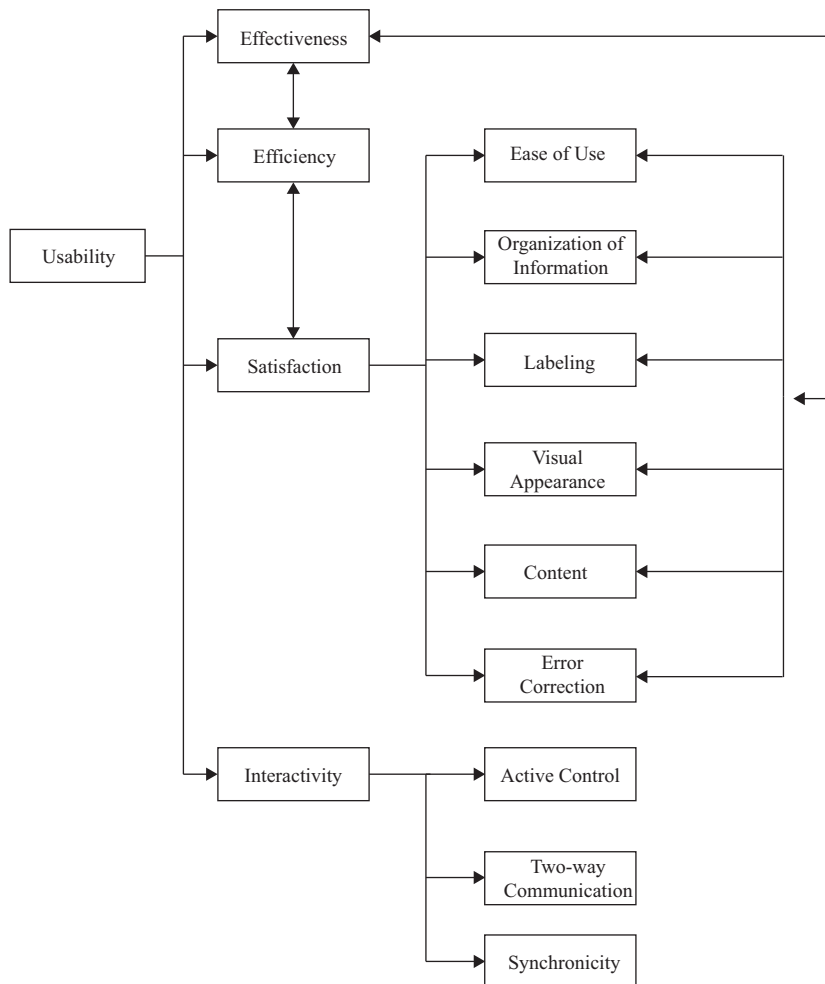 Effectiveness
Efficiency
Ease of Use
Usability
Organization of
Information
Satisfaction
Labeling
Visual
Appearance
Content
Error
Correction
Interactivity
Active Control
Two-way
Communication
Synchronicity